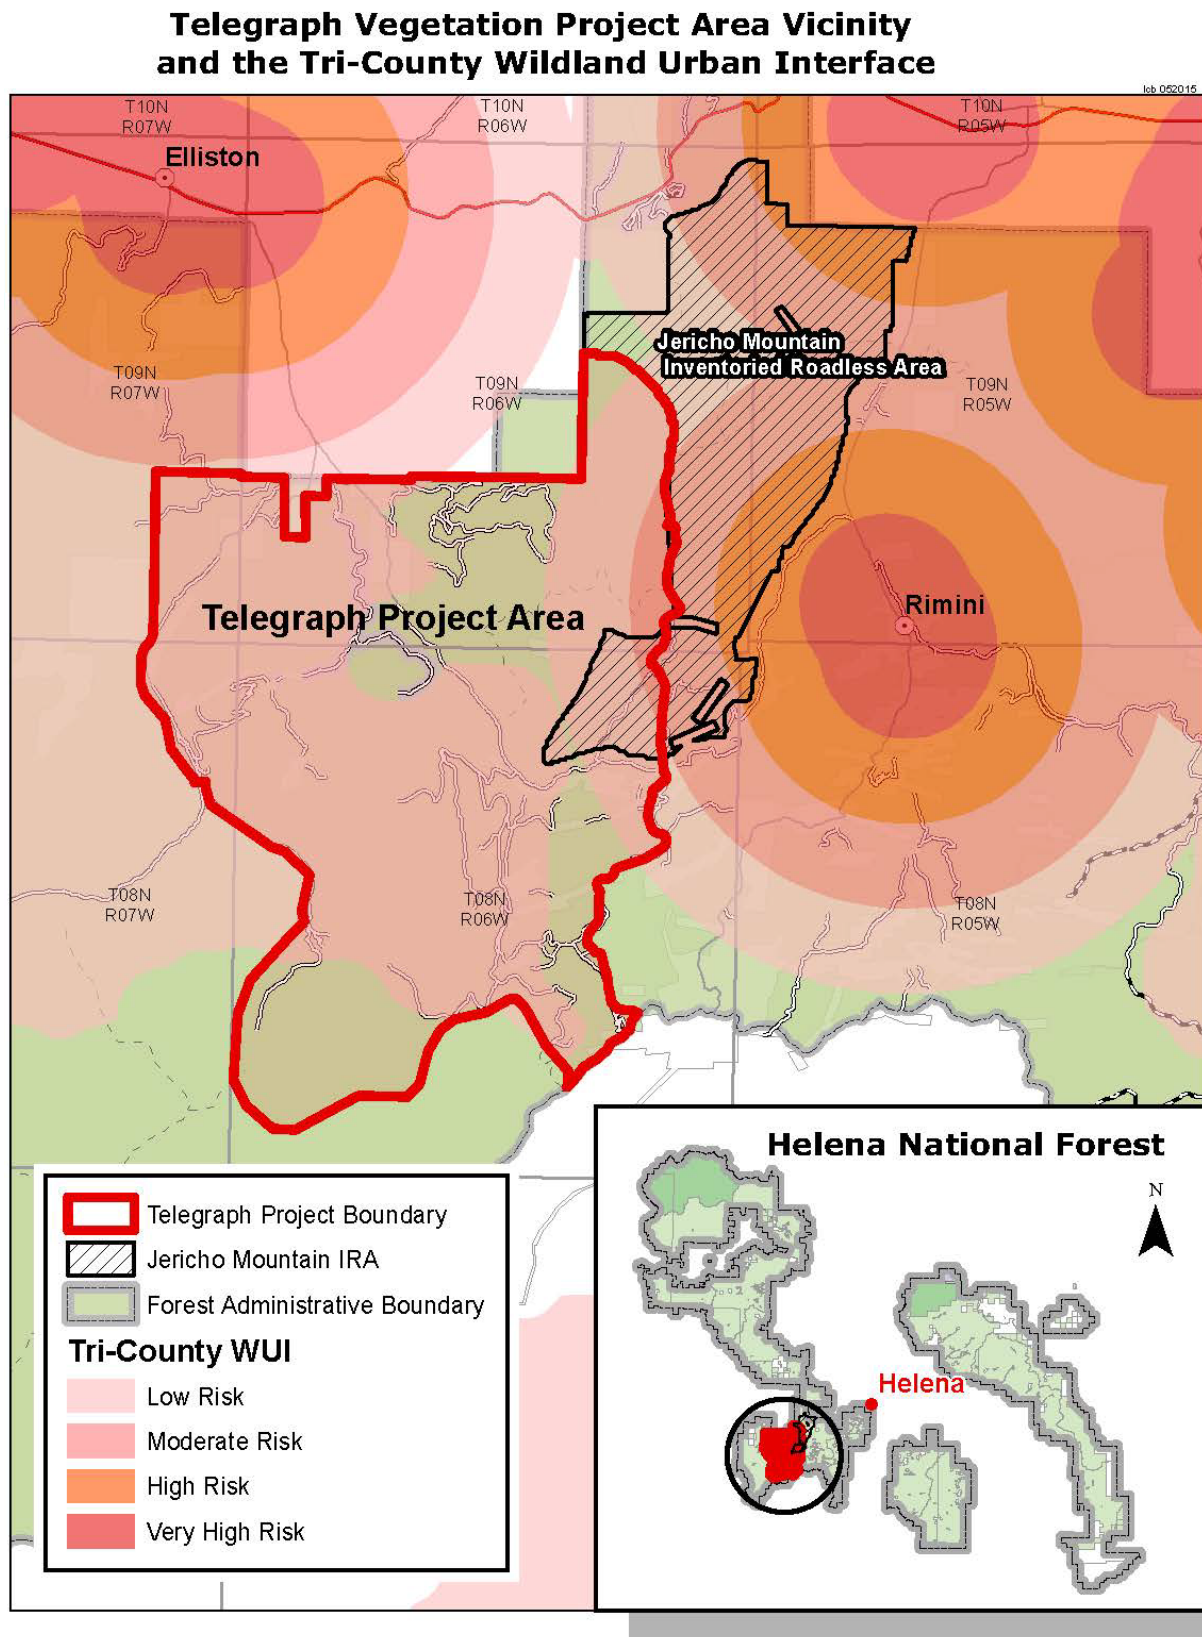 Telegraph Vegetation Project Area Vicinity
and the Tri-County Wildland Urban Interface
lcb 052015
T10N
R07W
T10N
R06W
T10N
R05W
Elliston
Jericho Mountain
Inventoried Roadless Area
T09N
R07W
T09N
R06W
T09N
R05W
Telegraph Project Area
Rimini
T08N
R07W
T08N
R06W
T08N
R05W
Telegraph Project Boundary
Jericho Mountain IRA
Forest Administrative Boundary
Tri-County WUI
Low Risk
Moderate Risk
High Risk
Very High Risk
Helena National Forest
N
Helena